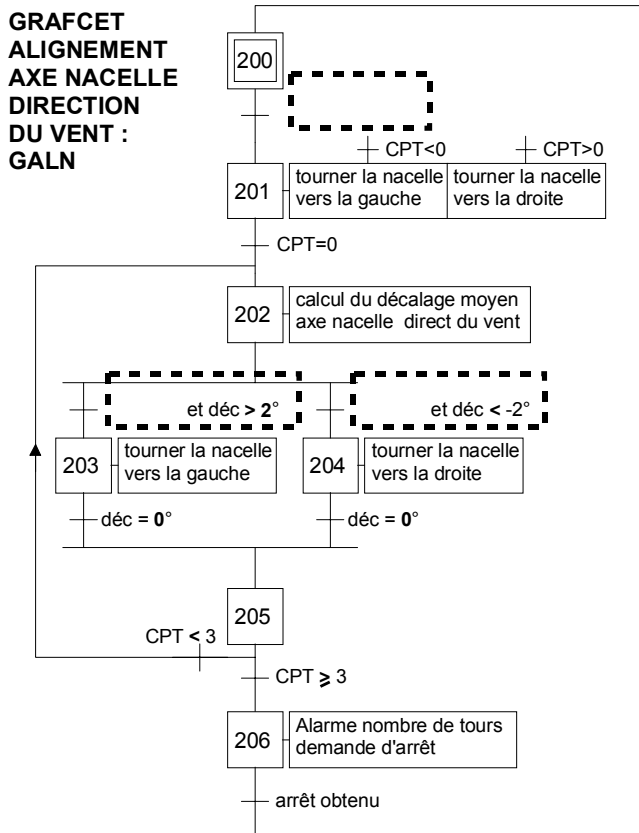 GRAFCET
ALIGNEMENT
AXE NACELLE
DIRECTION
DU VENT :
GALN
200
CPT<0
CPT>0
201
tourner la nacelle
vers la gauche
tourner la nacelle
vers la droite
CPT=0
202
calcul du décalage moyen
axe nacelle direct du vent
et déc > 2°
et déc < -2°
203
tourner la nacelle
vers la gauche
204
tourner la nacelle
vers la droite
déc = 0°
déc = 0°
205
CPT < 3
CPT ⩾ 3
206
Alarme nombre de tours
demande d'arrêt
arrêt obtenu